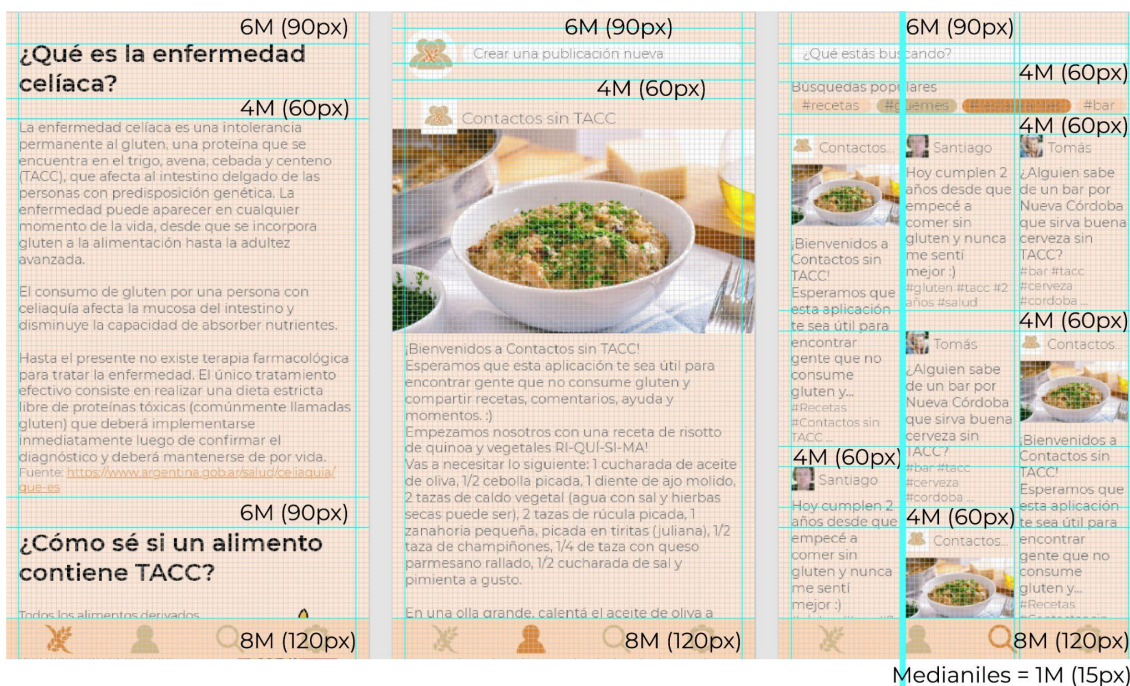 6M (90px)
¿Qué es la enfermedad
celíaca?
4M (60px)
La enfermedad celíaca es una intolerancia
permanente al gluten, una proteína que se
encuentra en el trigo, avena, cebada y centeno
(TACC), que afecta al intestino delgado de las
personas con predisposición genética. La
enfermedad puede aparecer en cualquier
momento de la vida, desde que se incorpora
gluten a la alimentación hasta la adultez
avanzada.
El consumo de gluten por una persona con
celiaquía afecta la mucosa del intestino y
disminuye la capacidad de absorber nutrientes.
Hasta el presente no existe terapia farmacológica
para tratar la enfermedad. El único tratamiento
efectivo consiste en realizar una dieta estricta
libre de proteínas tóxicas (comúnmente llamadas
gluten) que deberá implementarse
inmediatamente luego de confirmar el
diagnóstico y deberá mantenerse de por vida.
Fuente: https://www.argentina.gob.ar/salud/celiaquia/
que-es
6M (90px)
¿Cómo sé si un alimento
contiene TACC?
Todos los alimentos derivados
8M (120px)
6M (90px)
Crear una publicación nueva
4M (60px)
Contactos sin TACC
¡Bienvenidos a Contactos sin TACC!
Esperamos que esta aplicación te sea útil para
encontrar gente que no consume gluten y
compartir recetas, comentarios, ayuda y
momentos. :)
Empezamos nosotros con una receta de risotto
de quinoa y vegetales RI-QUÍ-SI-MA!
Vas a necesitar lo siguiente: 1 cucharada de aceite
de oliva, 1/2 cebolla picada, 1 diente de ajo molido,
2 tazas de caldo vegetal (agua con sal y hierbas
secas puede ser), 2 tazas de rúcula picada, 1
zanahoria pequeña, picada en tiritas (juliana), 1/2
taza de champiñones, 1/4 de taza con queso
parmesano rallado, 1/2 cucharada de sal y
pimienta a gusto.
En una olla grande, calentá el aceite de oliva a
8M (120px)
6M (90px)
¿Qué estás buscando?
4M (60px)
Búsquedas populares
#recetas #güemes #bar
4M (60px)
Contactos...
¡Bienvenidos a
Contactos sin
TACC!
Esperamos que
esta aplicación
te sea útil para
encontrar
gente que no
consume
gluten y...
#Recetas
#Contactos sin
TACC ...
4M (60px)
Santiago
Hoy cumplen 2
años desde que
empecé a
comer sin
gluten y nunca
me sentí
mejor :)
Santiago
Hoy cumplen 2
años desde que
empecé a
comer sin
gluten y nunca
me sentí
mejor :)
#gluten #tacc #2
años #salud
Tomás
¿Alguien sabe
de un bar por
Nueva Córdoba
que sirva buena
cerveza sin
TACC?
#bar #tacc
#cerveza
#cordoba ...
4M (60px)
Contactos...
Tomás
¿Alguien sabe
de un bar por
Nueva Córdoba
que sirva buena
cerveza sin
TACC?
#bar #tacc
#cerveza
#cordoba ...
4M (60px)
Contactos...
¡Bienvenidos a
Contactos sin
TACC!
Esperamos que
esta aplicación
te sea útil para
encontrar
gente que no
consume
gluten y...
#Recetas
8M (120px)
Medianiles = 1M (15px)